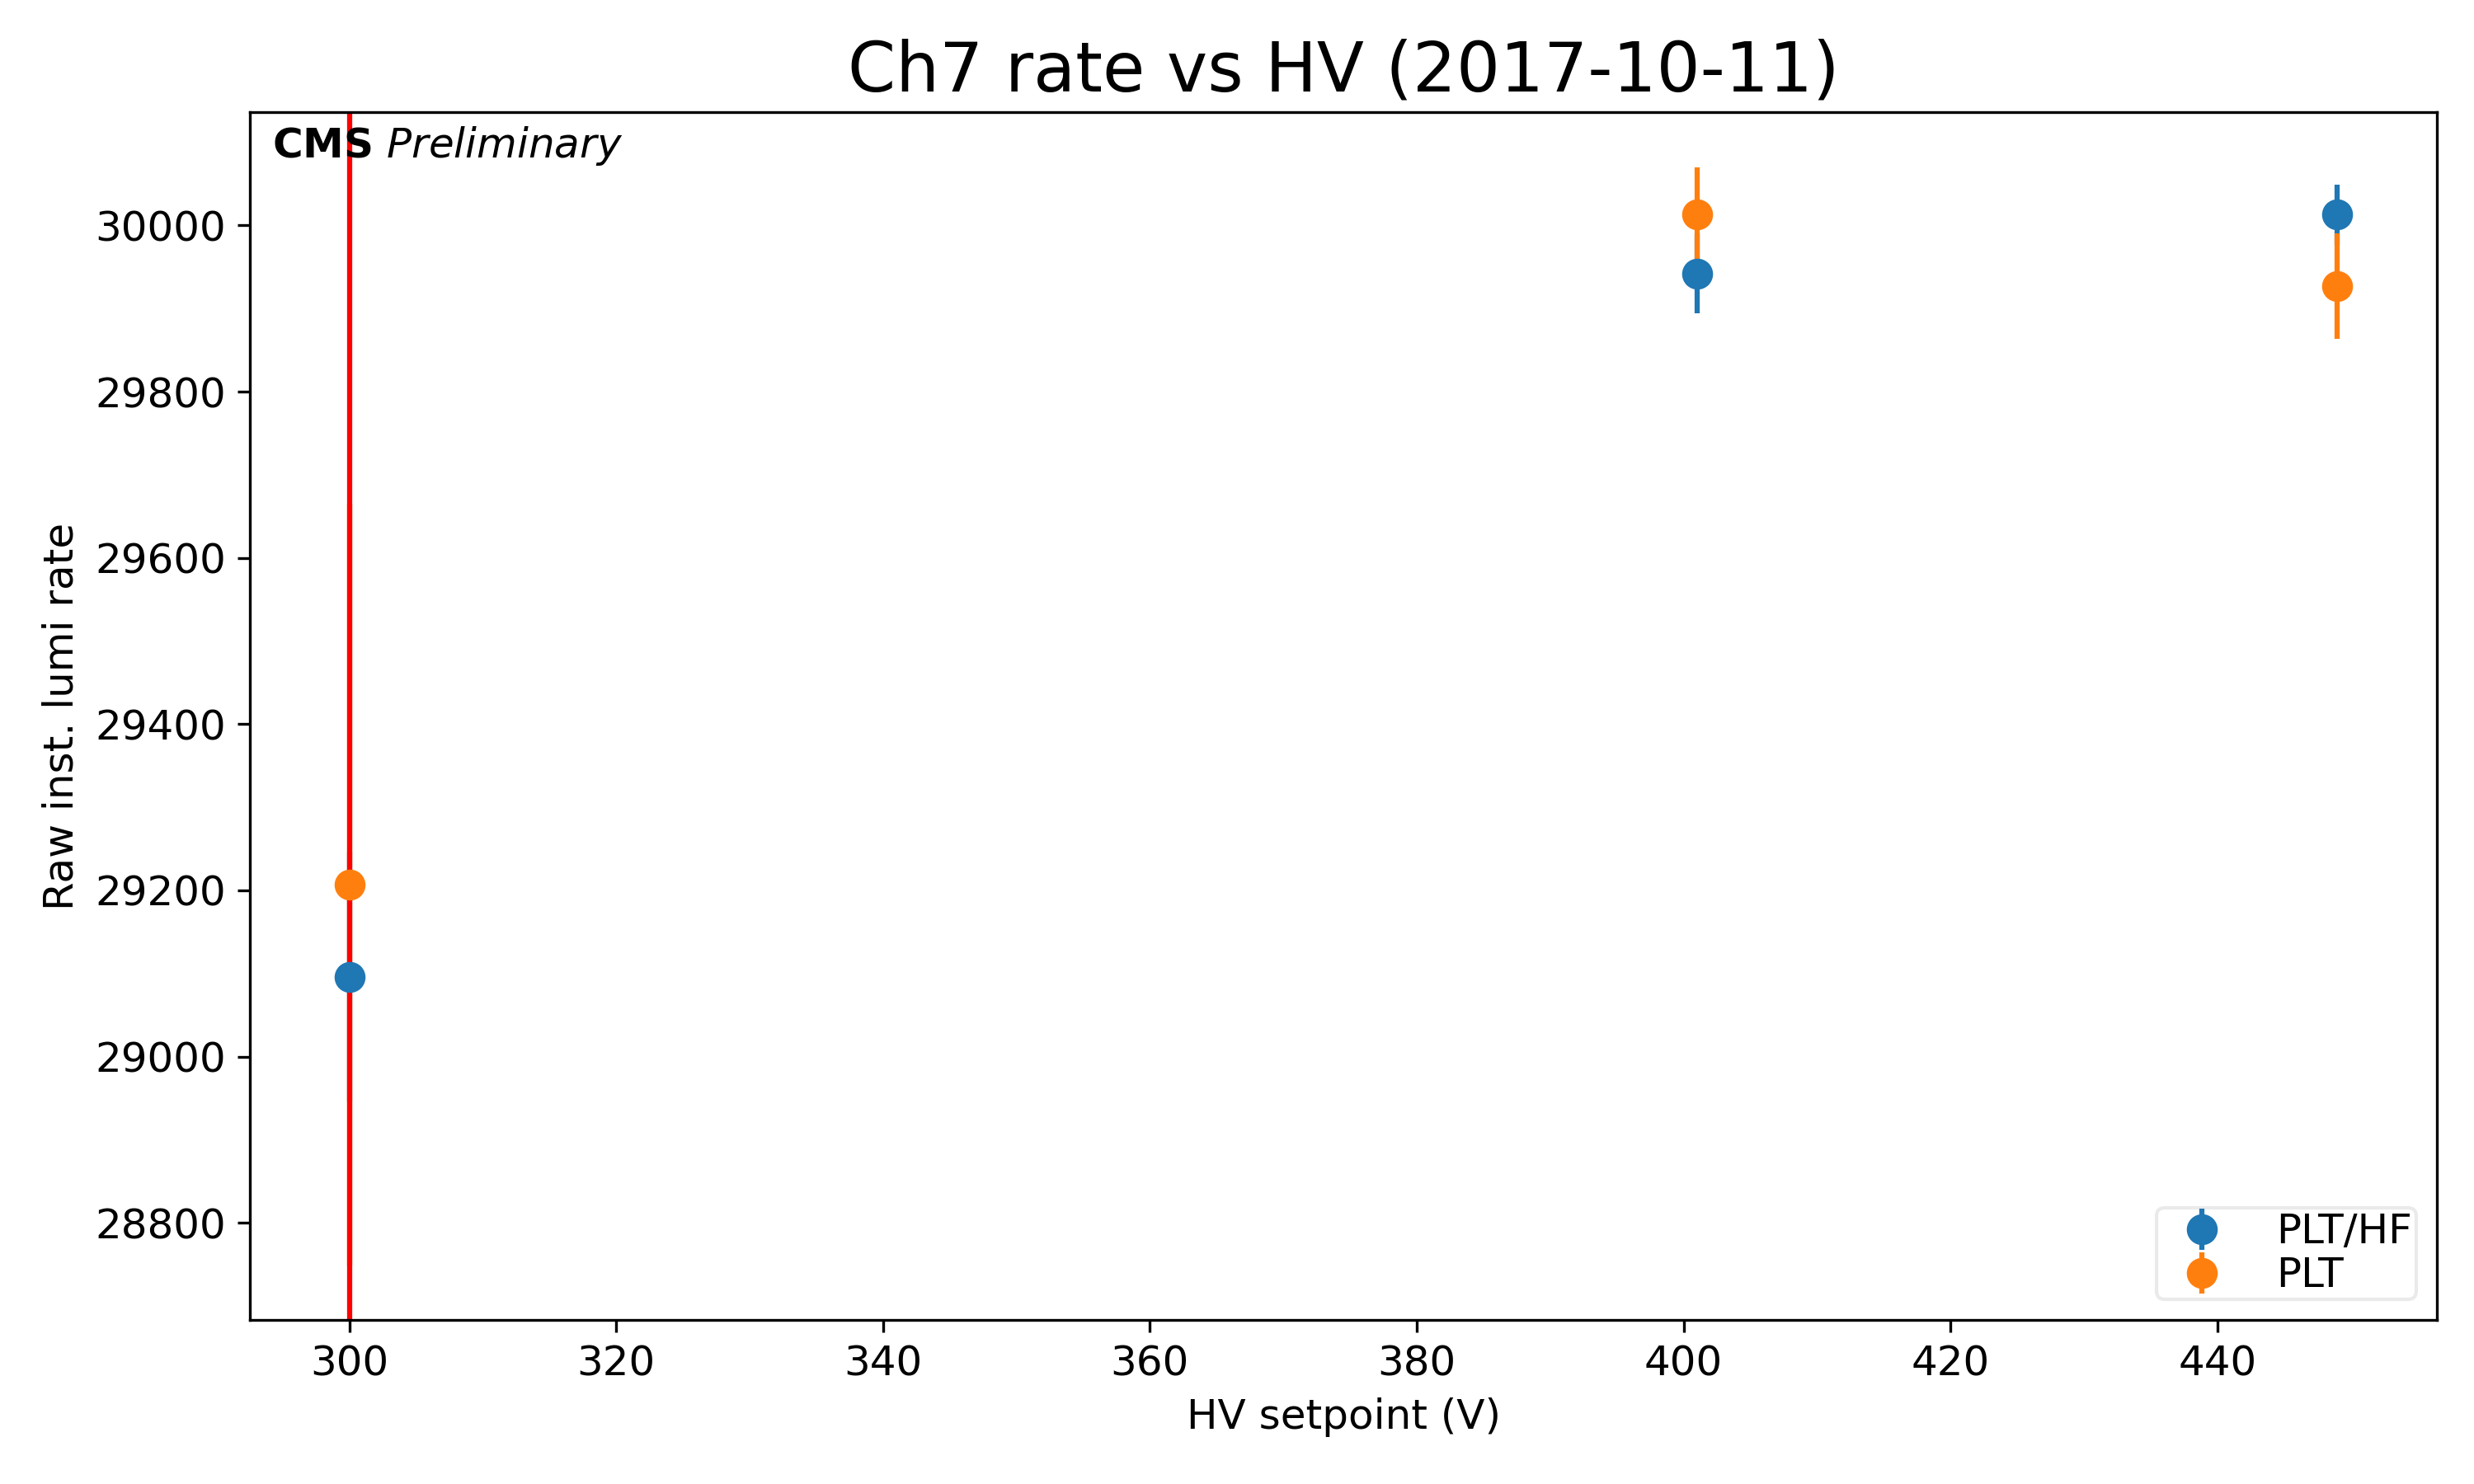 Ch7 rate vs HV (2017-10-11)
CMS Preliminary
30000
29800
29600
29400
29200
29000
28800
Raw inst. lumi rate
PLT/HF
PLT
300 320 340 360 380 400 420 440
HV setpoint (V)